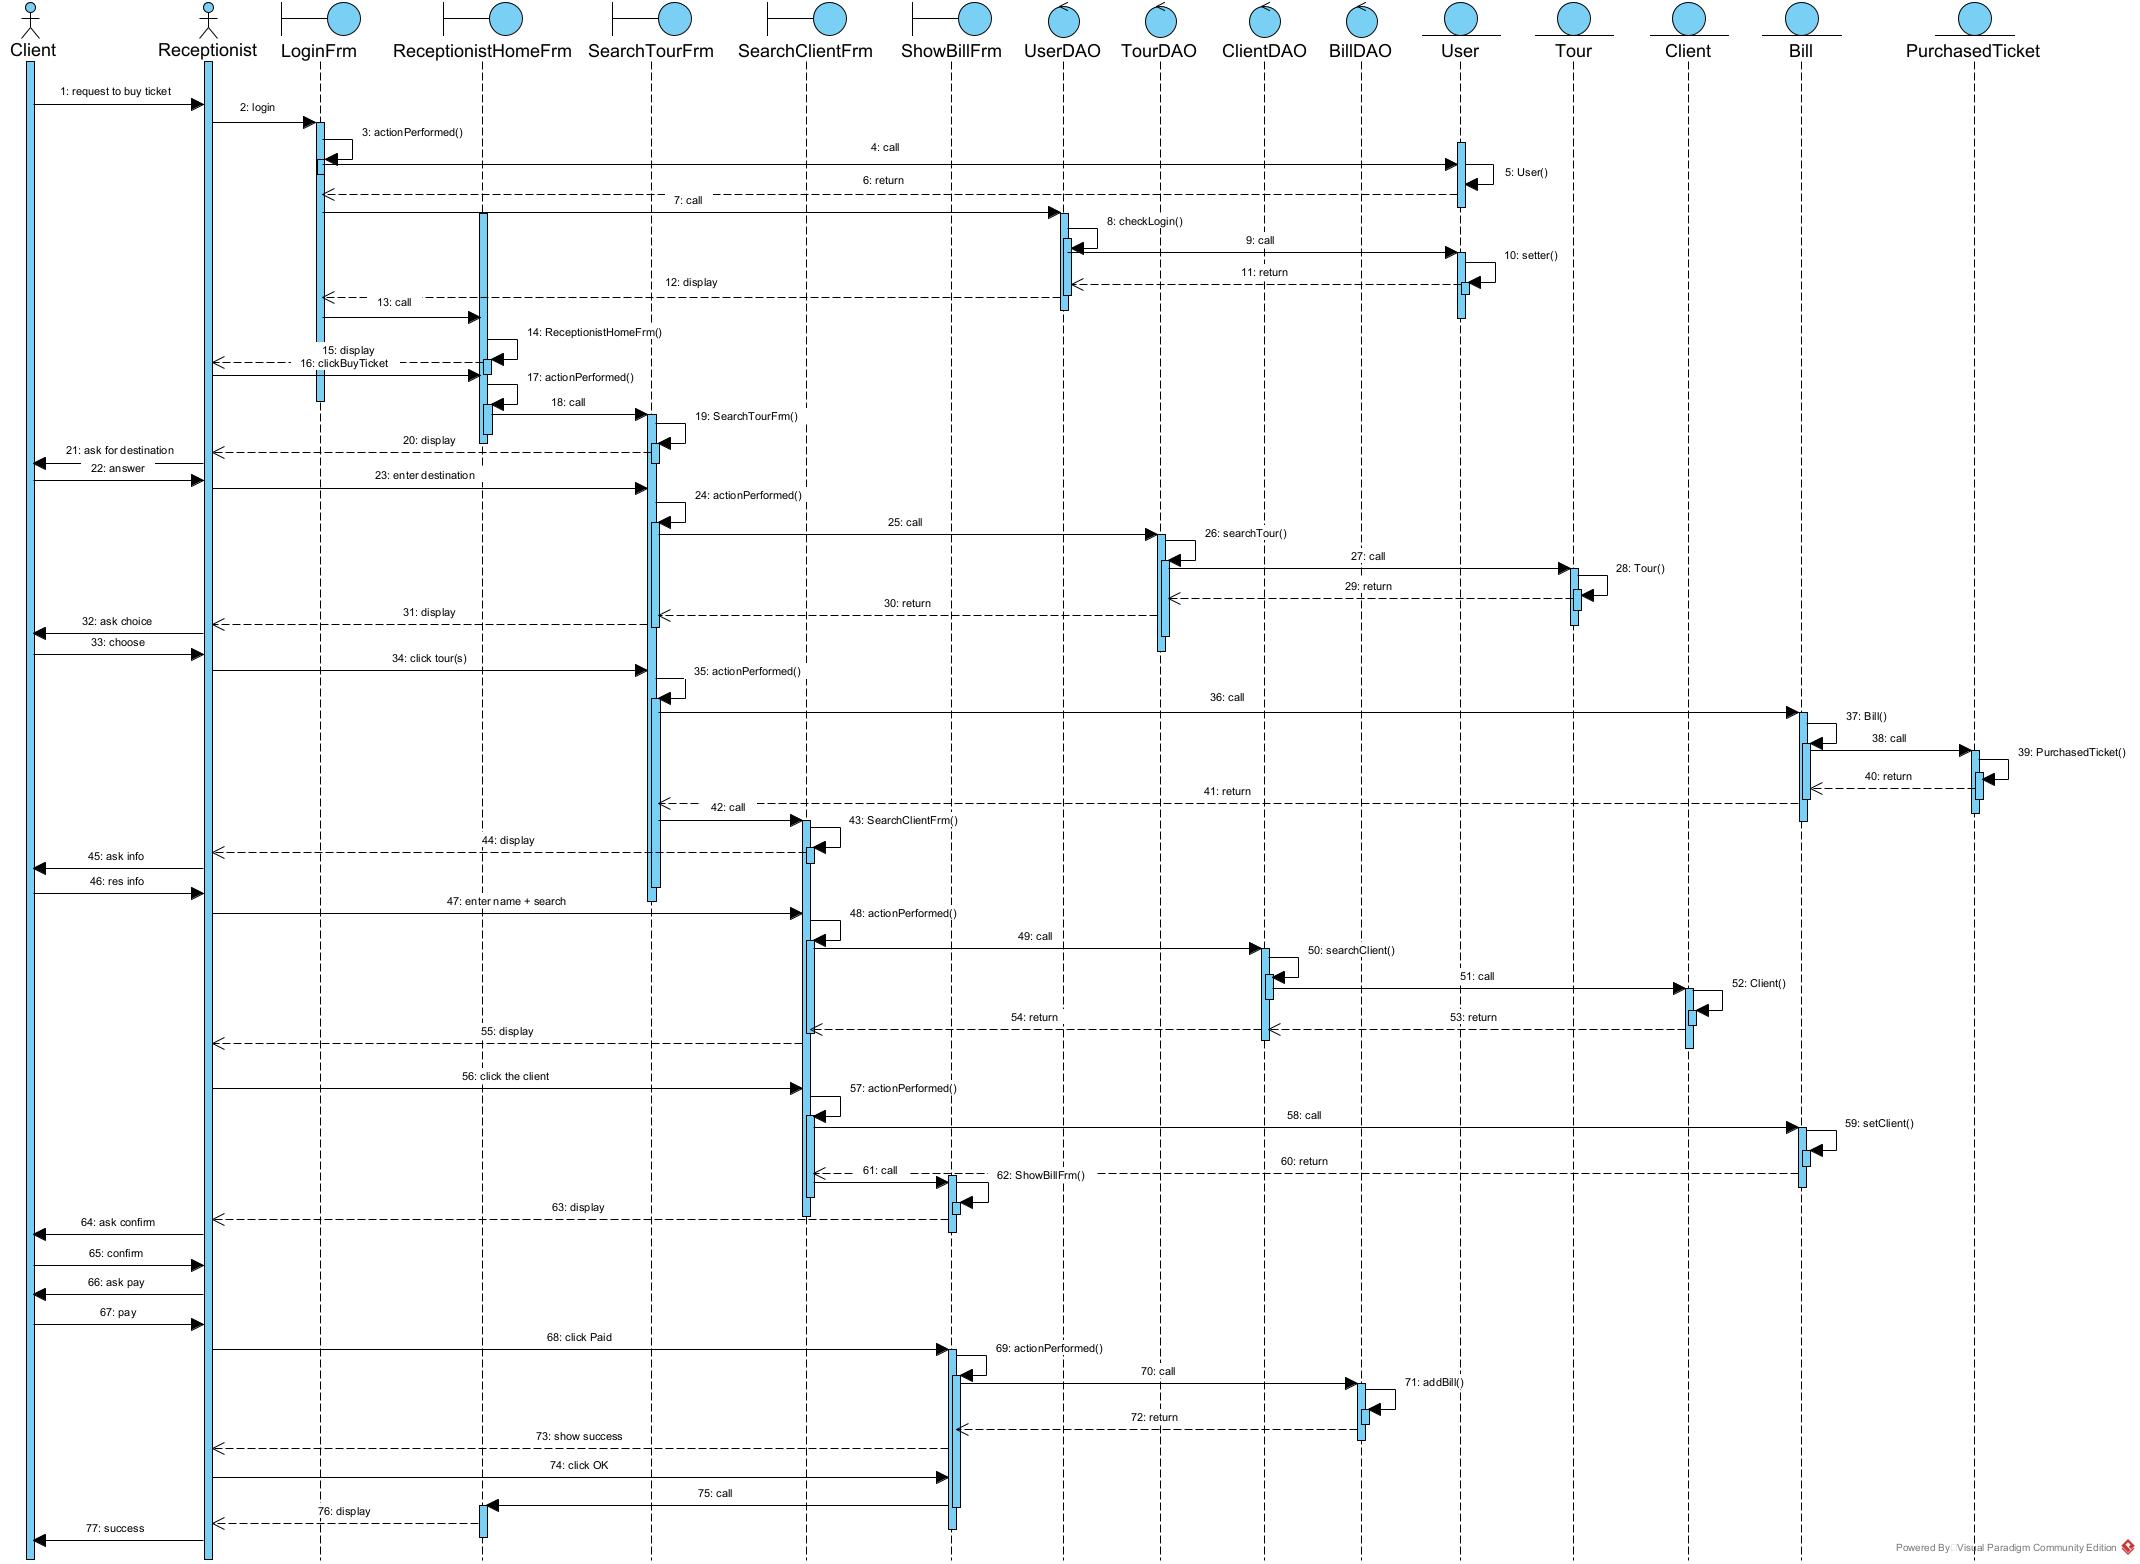 Client
Receptionist
LoginFrm
ReceptionistHomeFrm
SearchTourFrm
SearchClientFrm
ShowBillFrm
UserDAO
TourDAO
ClientDAO
BillDAO
User
Tour
Client
Bill
PurchasedTicket
1: request to buy ticket
2: login
3: actionPerformed()
4: call
5: User()
6: return
7: call
8: checkLogin()
9: call
10: setter()
11: return
12: display
13: call
14: ReceptionistHomeFrm()
15: display
16: clickBuyTicket
17: actionPerformed()
18: call
19: SearchTourFrm()
20: display
21: ask for destination
22: answer
23: enter destination
24: actionPerformed()
25: call
26: searchTour()
27: call
28: Tour()
29: return
30: return
31: display
32: ask choice
33: choose
34: click tour(s)
35: actionPerformed()
36: call
37: Bill()
38: call
39: PurchasedTicket()
40: return
41: return
42: call
43: SearchClientFrm()
44: display
45: ask info
46: res info
47: enter name + search
48: actionPerformed()
49: call
50: searchClient()
51: call
52: Client()
53: return
54: return
55: display
56: click the client
57: actionPerformed()
58: call
59: setClient()
60: return
61: call
62: ShowBillFrm()
63: display
64: ask confirm
65: confirm
66: ask pay
67: pay
68: click Paid
69: actionPerformed()
70: call
71: addBill()
72: return
73: show success
74: click OK
75: call
76: display
77: success
Powered By Visual Paradigm Community Edition